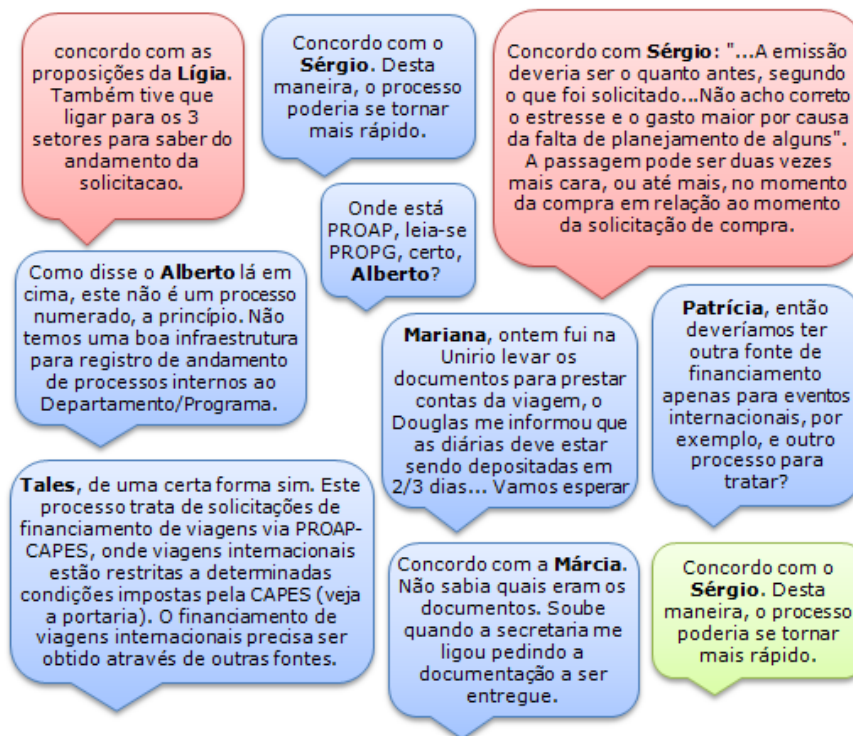 concordo com as
proposições da Lígia.
Também tive que
ligar para os 3
setores para saber do
andamento da
solicitacao.
Concordo com o
Sérgio. Desta
maneira, o processo
poderia se tornar
mais rápido.
Concordo com Sérgio: "...A emissão
deveria ser o quanto antes, segundo
o que foi solicitado...Não acho correto
o estresse e o gasto maior por causa
da falta de planejamento de alguns".
A passagem pode ser duas vezes
mais cara, ou até mais, no momento
da compra em relação ao momento
da solicitação de compra.
Onde está
PROAP, leia-se
PROPG, certo,
Alberto?
Como disse o Alberto lá em
cima, este não é um processo
numerado, a princípio. Não
temos uma boa infraestrutura
para registro de andamento
de processos internos ao
Departamento/Programa.
Mariana, ontem fui na
Unirio levar os
documentos para prestar
contas da viagem, o
Douglas me informou que
as diárias deve estar
sendo depositadas em
2/3 dias... Vamos esperar
Patrícia, então
deveríamos ter
outra fonte de
financiamento
apenas para eventos
internacionais, por
exemplo, e outro
processo para
tratar?
Tales, de uma certa forma sim. Este
processo trata de solicitações de
financiamento de viagens via PROAP-
CAPES, onde viagens internacionais
estão restritas a determinadas
condições impostas pela CAPES (veja
a portaria). O financiamento de
viagens internacionais precisa ser
obtido através de outras fontes.
Concordo com a Márcia.
Não sabia quais eram os
documentos. Soube
quando a secretaria me
ligou pedindo a
documentação a ser
entregue.
Concordo com o
Sérgio. Desta
maneira, o processo
poderia se tornar
mais rápido.